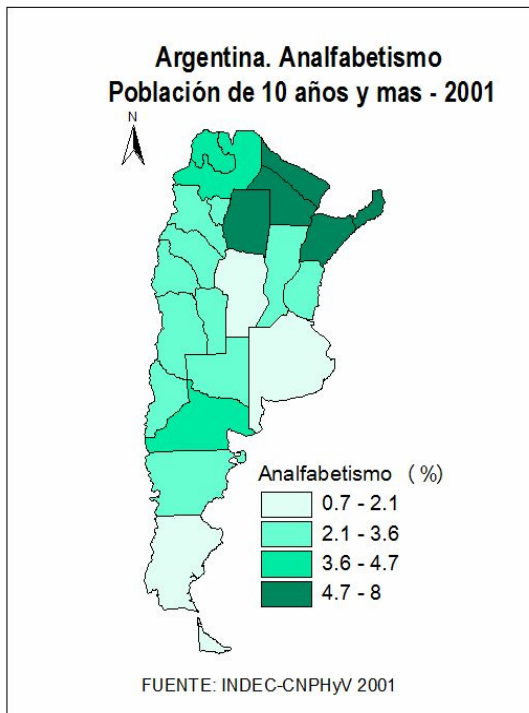 Argentina. Analfabetismo
Población de 10 años y mas - 2001
N
Analfabetismo (%)
0.7 - 2.1
2.1 - 3.6
3.6 - 4.7
4.7 - 8
FUENTE: INDEC-CNPHyV 2001